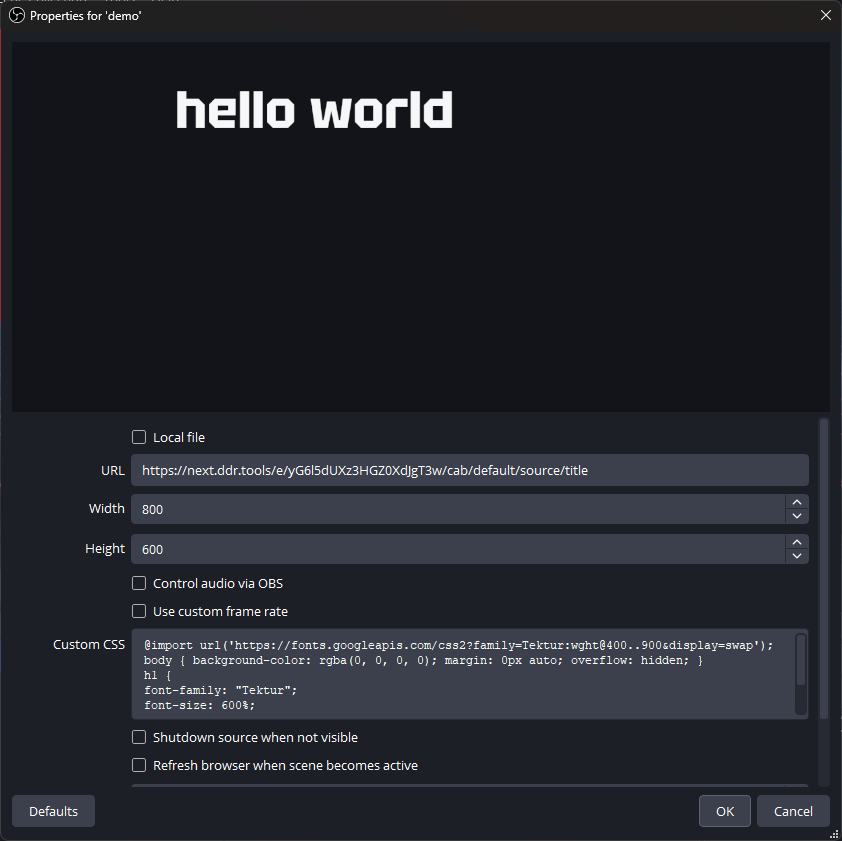 Properties for 'demo'
hello world
Local file
URL https://next.ddr.tools/e/yG6l5dUXz3HGZ0XdJgT3w/cab/default/source/title
Width 800
Height 600
Control audio via OBS
Use custom frame rate
Custom CSS @import url('https://fonts.googleapis.com/css2?family=Tektur:wght@400..900&display=swap');
body { background-color: rgba(0, 0, 0, 0); margin: 0px auto; overflow: hidden; }
h1 {
font-family: "Tektur";
font-size: 600%;
Shutdown source when not visible
Refresh browser when scene becomes active
Defaults OK Cancel